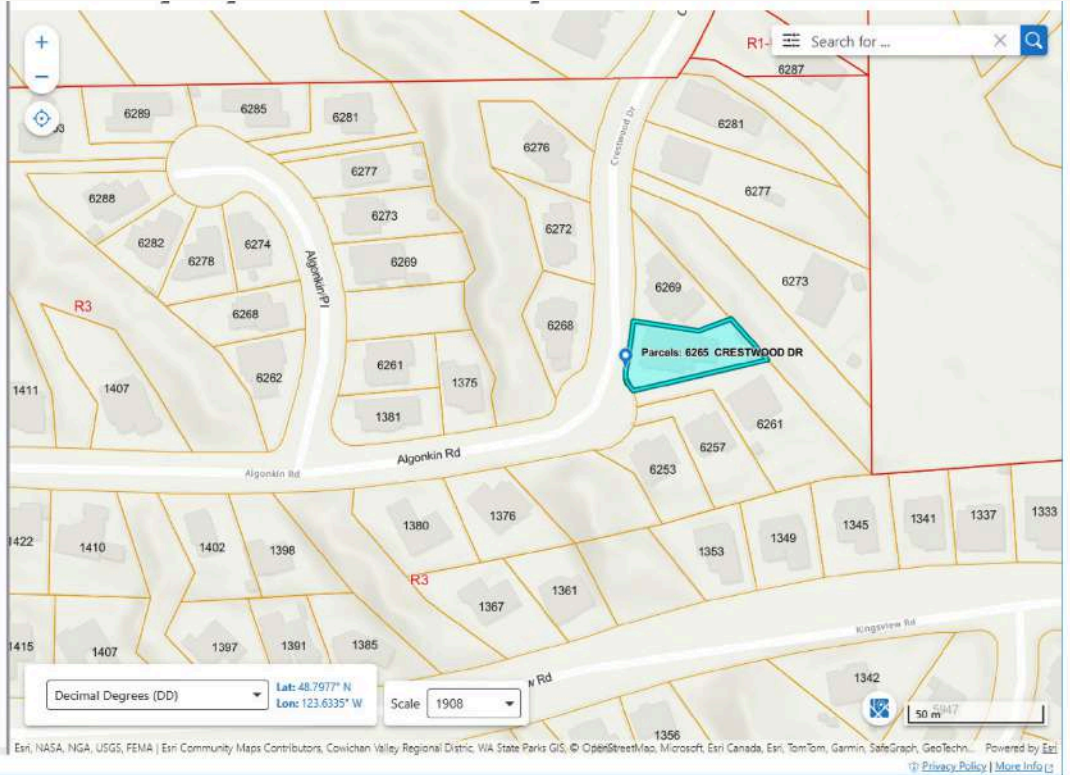 +
R1-
Search for ...
−
6287
6289
6285
6281
6281
Crestwood Dr
6276
6277
6277
6288
6273
6272
6282
6274
6278
6269
Algonkin Pl
6269
6273
R3
6268
6268
Parcels: 6265 CRESTWOOD DR
6261
6262
1375
1411
1407
1381
6261
Algonkin Rd
6257
Algonkin Rd
6253
1380
1376
1345
1341
1337
1333
1422
1410
1402
1398
1349
1353
R3
1361
1367
Kingsview Rd
1415
1407
1397
1391
1385
w Rd
1342
Decimal Degrees (DD)
Lat: 48.7977° N
Lon: 123.6335° W
Scale
1908
50 m
5947
1356
Esri, NASA, NGA, USGS, FEMA | Esri Community Maps Contributors, Cowichan Valley Regional Distric, WA State Parks GIS, © OpenStreetMap, Microsoft, Esri Canada, Esri, TomTom, Garmin, SafeGraph, GeoTechn...
Powered by Esri
Privacy Policy | More Info